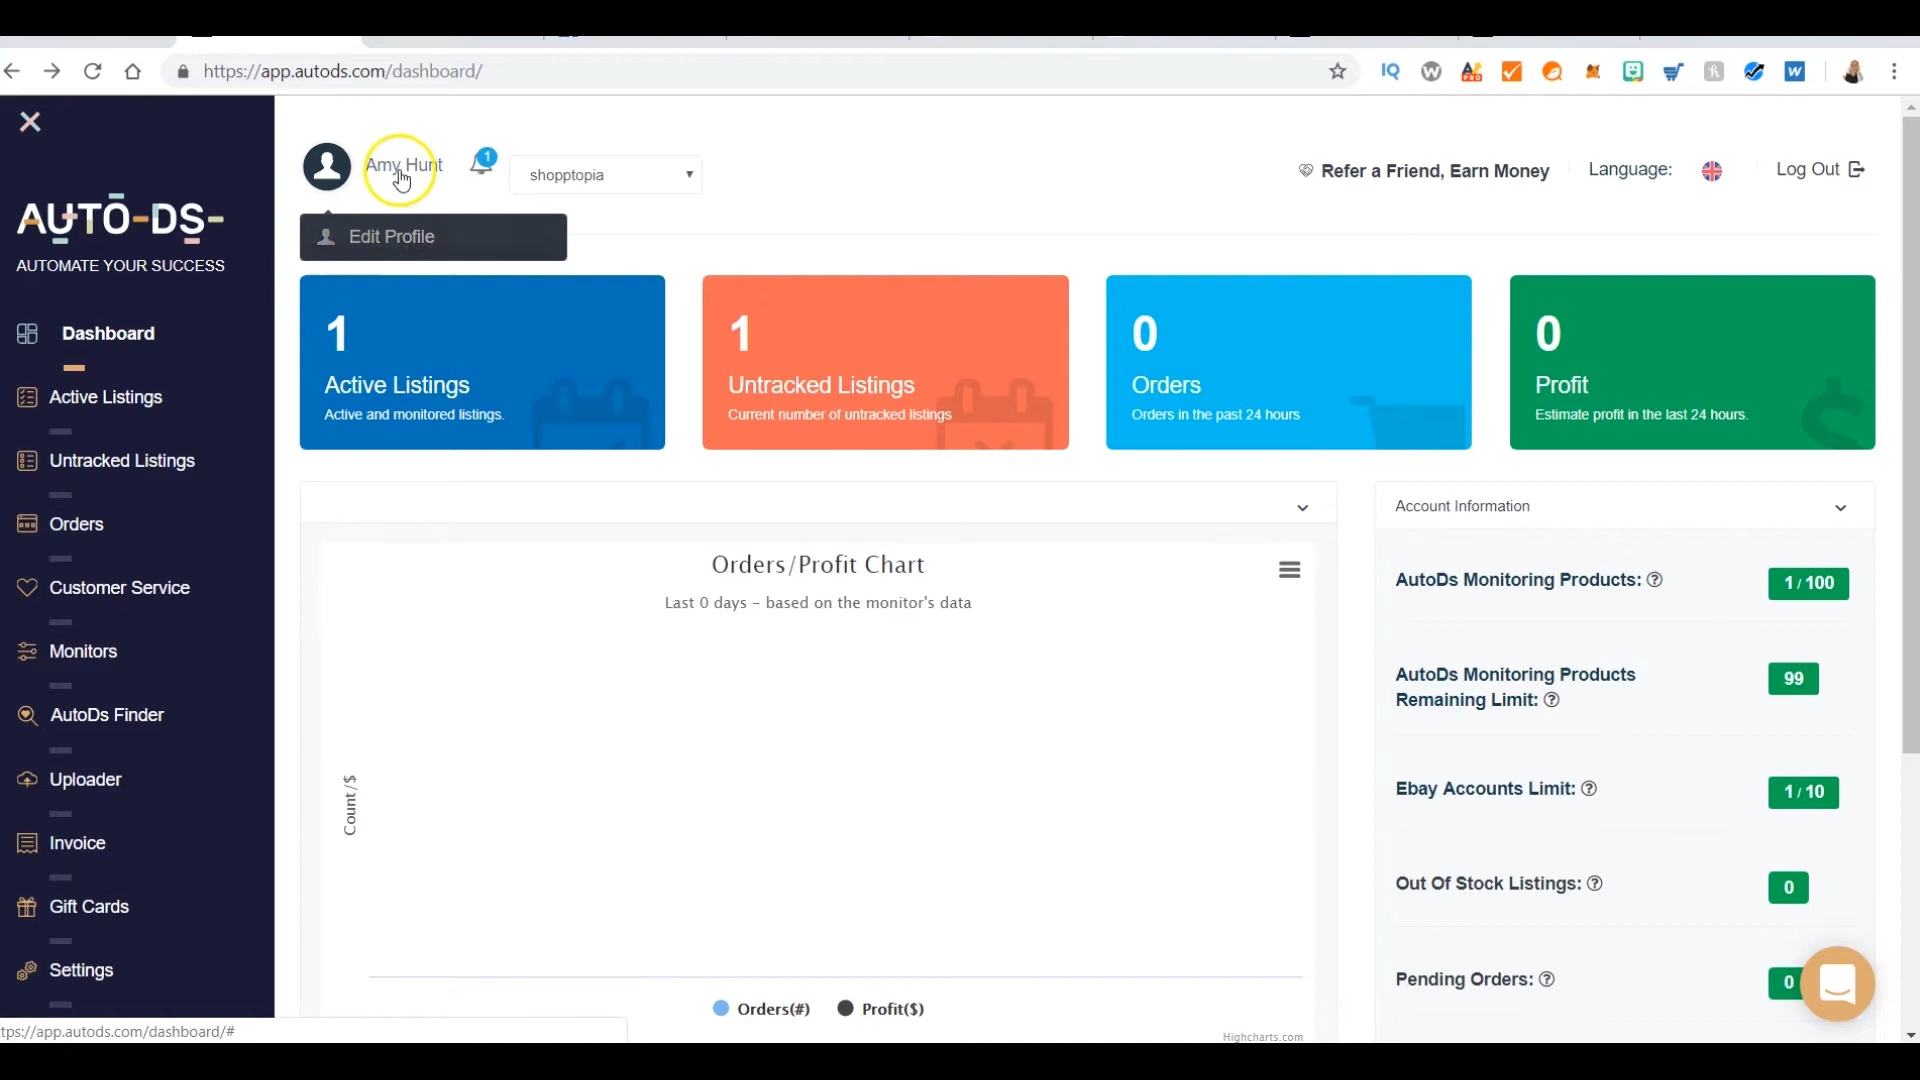 https://app.autods.com/dashboard/
Amy Hunt
1
shopptopia
Refer a Friend, Earn Money
Language:
Log Out
Edit Profile
AUTO-DS-
AUTOMATE YOUR SUCCESS
Dashboard
Active Listings
Untracked Listings
Orders
Customer Service
Monitors
AutoDs Finder
Uploader
Invoice
Gift Cards
Settings
1
Active Listings
Active and monitored listings.
1
Untracked Listings
Current number of untracked listings
0
Orders
Orders in the past 24 hours
0
Profit
Estimate profit in the last 24 hours.
Orders/Profit Chart
Last 0 days - based on the monitor's data
Count/$
Orders(#)
Profit($)
Highcharts.com
Account Information
AutoDs Monitoring Products:
1 / 100
AutoDs Monitoring Products
Remaining Limit:
99
Ebay Accounts Limit:
1 / 10
Out Of Stock Listings:
0
Pending Orders:
0
tps://app.autods.com/dashboard/#